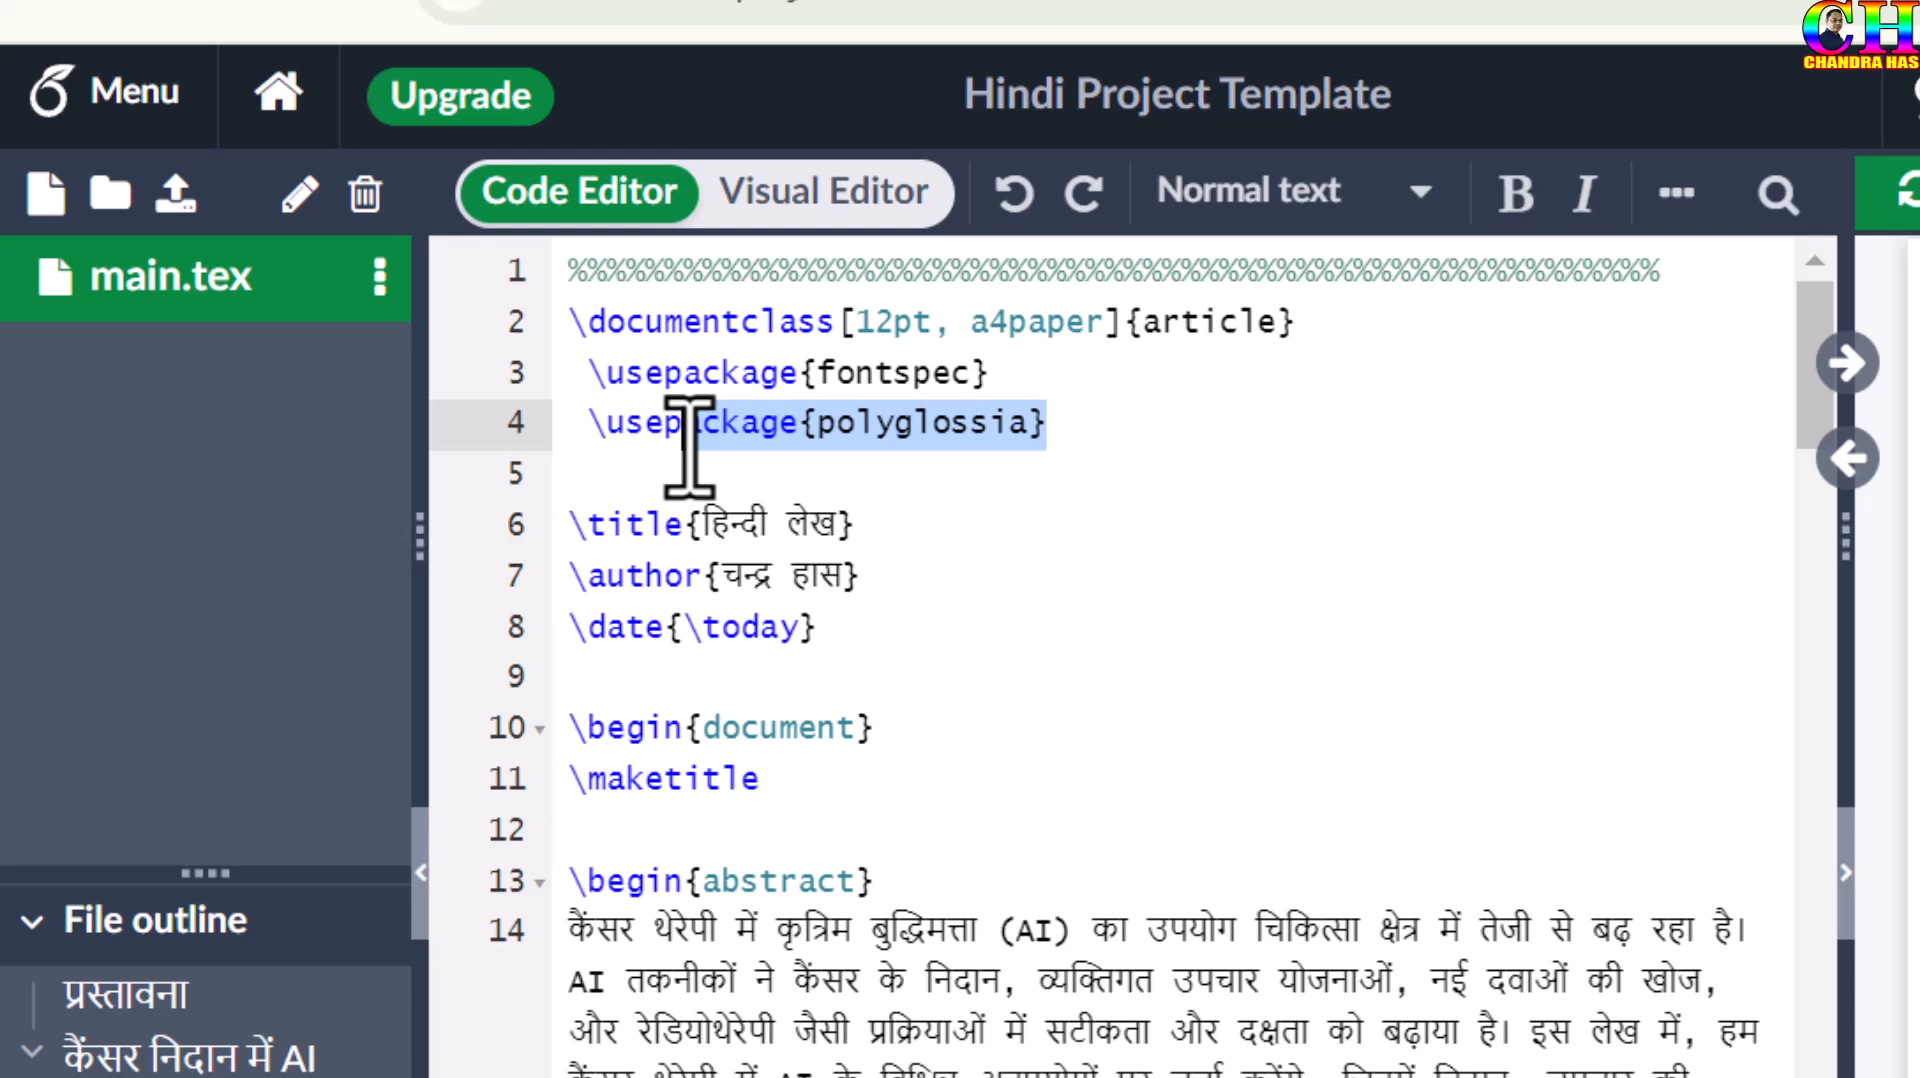 CH
CHANDRA HAS
Menu
Upgrade
Hindi Project Template
Code Editor
Visual Editor
Normal text
B
I
main.tex
1 %%%%%%%%%%%%%%%%%%%%%%%%%%%%%%%%%%%%%%%%%%%%%%%%%%%%%%%%%
2 \documentclass[12pt, a4paper]{article}
3 \usepackage{fontspec}
4 \usepackage{polyglossia}
5
6 \title{हिन्दी लेख}
7 \author{चन्द्र हास}
8 \date{\today}
9
10 \begin{document}
11 \maketitle
12
13 \begin{abstract}
14 कैंसर थेरेपी में कृत्रिम बुद्धिमत्ता (AI) का उपयोग चिकित्सा क्षेत्र में तेजी से बढ़ रहा है।
AI तकनीकों ने कैंसर के निदान, व्यक्तिगत उपचार योजनाओं, नई दवाओं की खोज,
और रेडियोथेरेपी जैसी प्रक्रियाओं में सटीकता और दक्षता को बढ़ाया है। इस लेख में, हम
File outline
प्रस्तावना
कैंसर निदान में AI